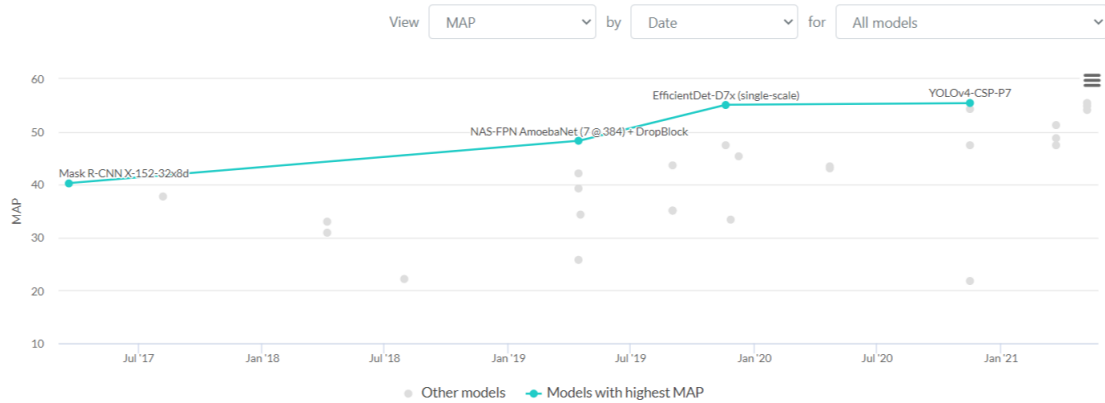 View MAP by Date for All models
60
EfficientDet-D7x (single-scale)
YOLOv4-CSP-P7
50
NAS-FPN AmoebaNet (7 @ 384) + DropBlock
Mask R-CNN X-152-32x8d
40
MAP
30
20
10
Jul '17 Jan '18 Jul '18 Jan '19 Jul '19 Jan '20 Jul '20 Jan '21
Other models Models with highest MAP